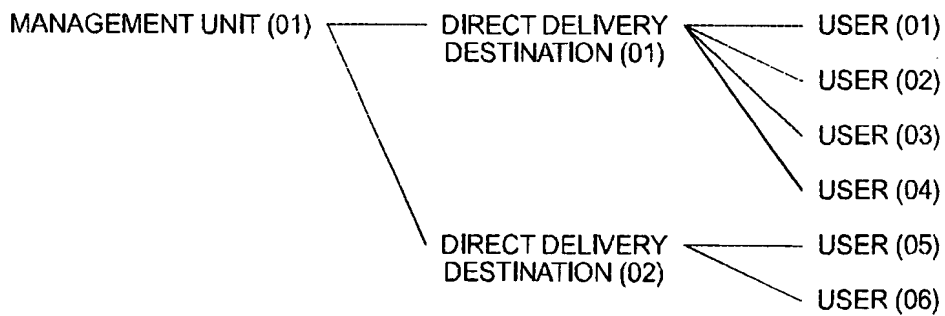 MANAGEMENT UNIT (01)
DIRECT DELIVERY
DESTINATION (01)
USER (01)
USER (02)
USER (03)
USER (04)
DIRECT DELIVERY
DESTINATION (02)
USER (05)
USER (06)